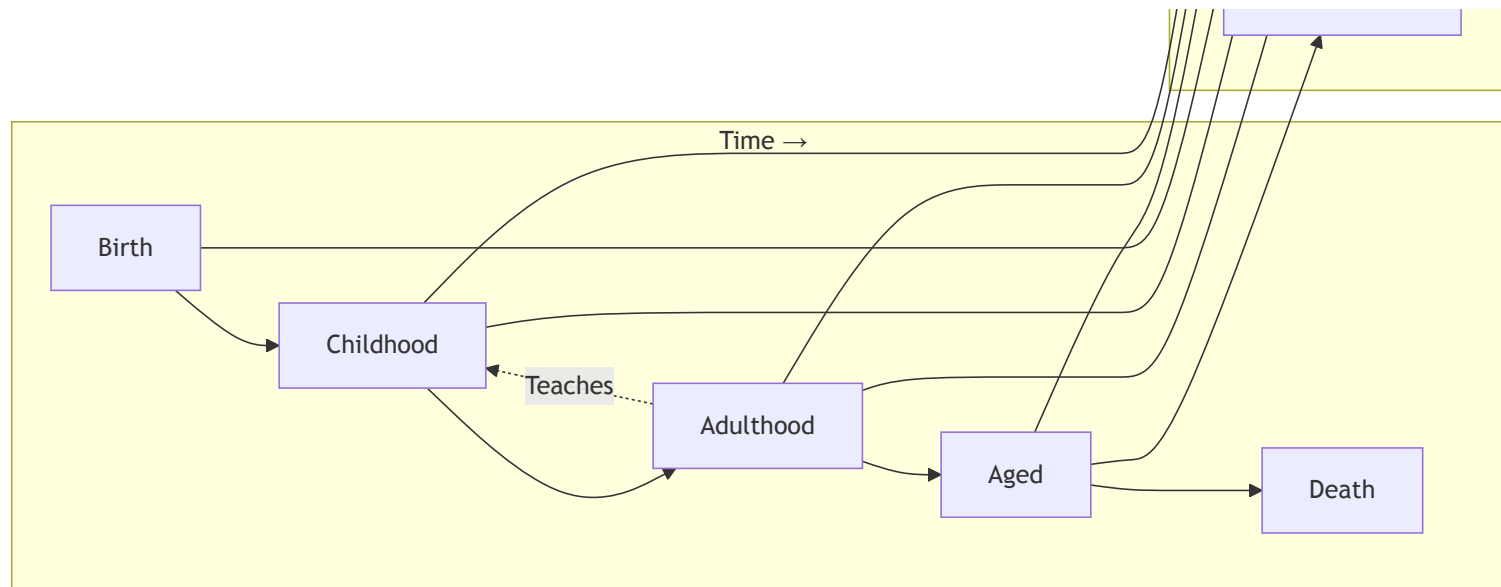 Time →
Birth
Childhood
Teaches
Adulthood
Aged
Death